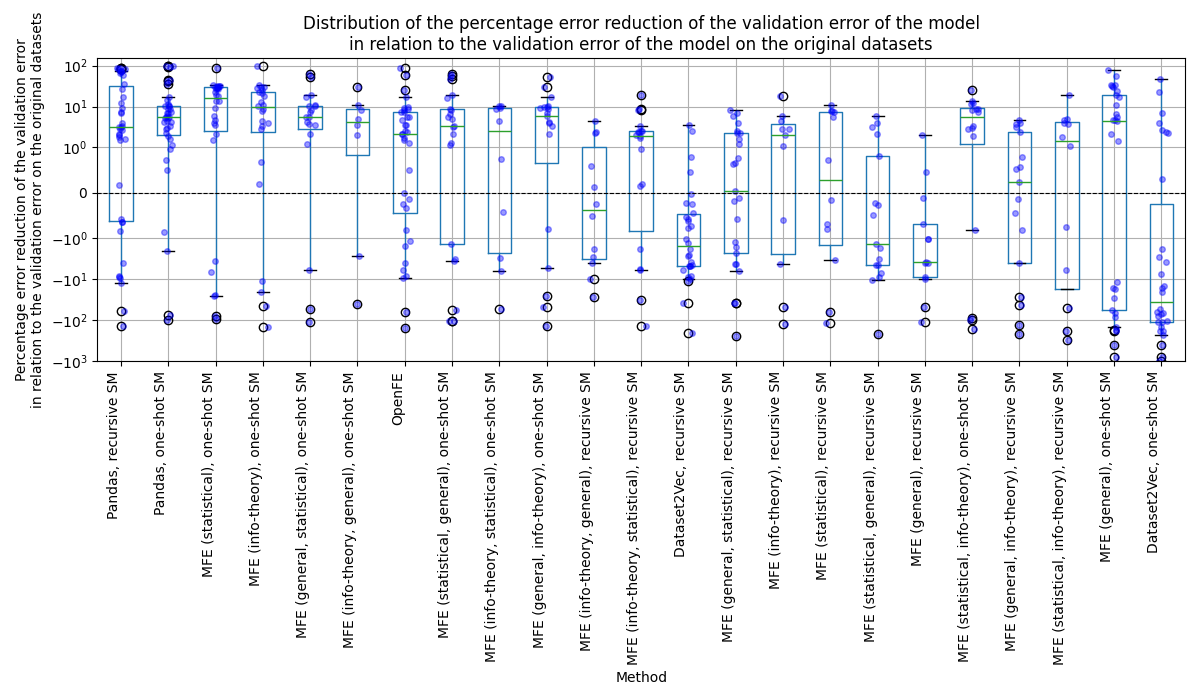 Distribution of the percentage error reduction of the validation error of the model
in relation to the validation error of the model on the original datasets
Percentage error reduction of the validation error
in relation to the validation error of the model on the original datasets
10²
10¹
10⁰
0
−10⁰
−10¹
−10²
−10³
Pandas, recursive SM
Pandas, one-shot SM
MFE (statistical), one-shot SM
MFE (info-theory), one-shot SM
MFE (general, statistical), one-shot SM
MFE (info-theory, general), one-shot SM
OpenFE
MFE (statistical, general), one-shot SM
MFE (info-theory, statistical), one-shot SM
MFE (general, info-theory), one-shot SM
MFE (info-theory, general), recursive SM
MFE (info-theory, statistical), recursive SM
Dataset2Vec, recursive SM
MFE (general, statistical), recursive SM
MFE (info-theory), recursive SM
MFE (statistical), recursive SM
MFE (statistical, general), recursive SM
MFE (general), recursive SM
MFE (statistical, info-theory), one-shot SM
MFE (general, info-theory), recursive SM
MFE (statistical, info-theory), recursive SM
MFE (general), one-shot SM
Dataset2Vec, one-shot SM
Method